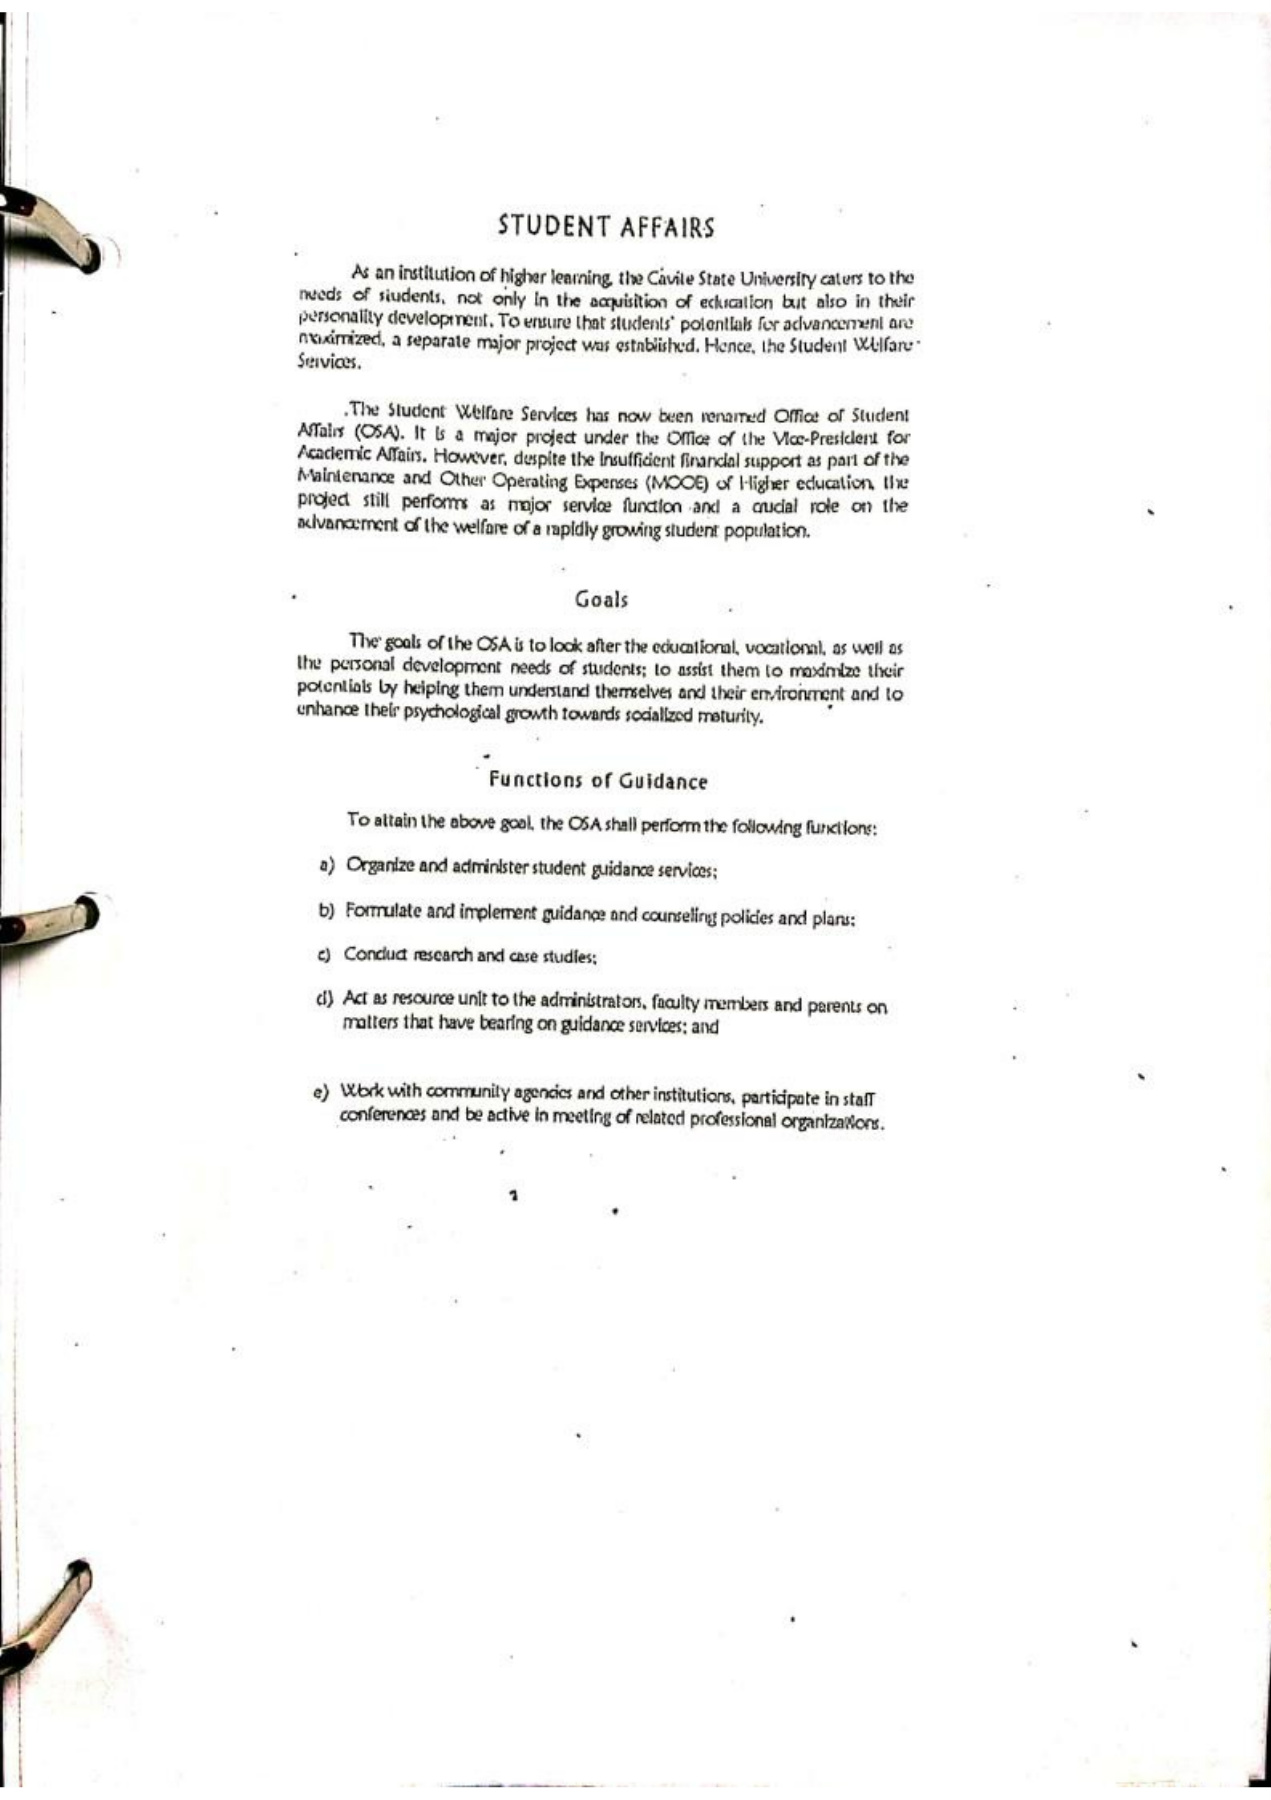 STUDENT AFFAIRS
As an institution of higher learning, the Cavite State University caters to the
needs of students, not only in the acquisition of education but also in their
personality development. To ensure that students' potentials for advancement are
maximized, a separate major project was established. Hence, the Student Welfare
Services.
The Student Welfare Services has now been renamed Office of Student
Affairs (OSA). It is a major project under the Office of the Vice-President for
Academic Affairs. However, despite the insufficient financial support as part of the
Maintenance and Other Operating Expenses (MOOE) of Higher education, the
project still performs as major service function and a crucial role on the
advancement of the welfare of a rapidly growing student population.
Goals
The goals of the OSA is to look after the educational, vocational, as well as
the personal development needs of students; to assist them to maximize their
potentials by helping them understand themselves and their environment and to
enhance their psychological growth towards socialized maturity.
Functions of Guidance
To attain the above goal, the OSA shall perform the following functions:
a) Organize and administer student guidance services;
b) Formulate and implement guidance and counseling policies and plans;
c) Conduct research and case studies;
d) Act as resource unit to the administrators, faculty members and parents on
matters that have bearing on guidance services; and
e) Work with community agencies and other institutions, participate in staff
conferences and be active in meeting of related professional organizations.